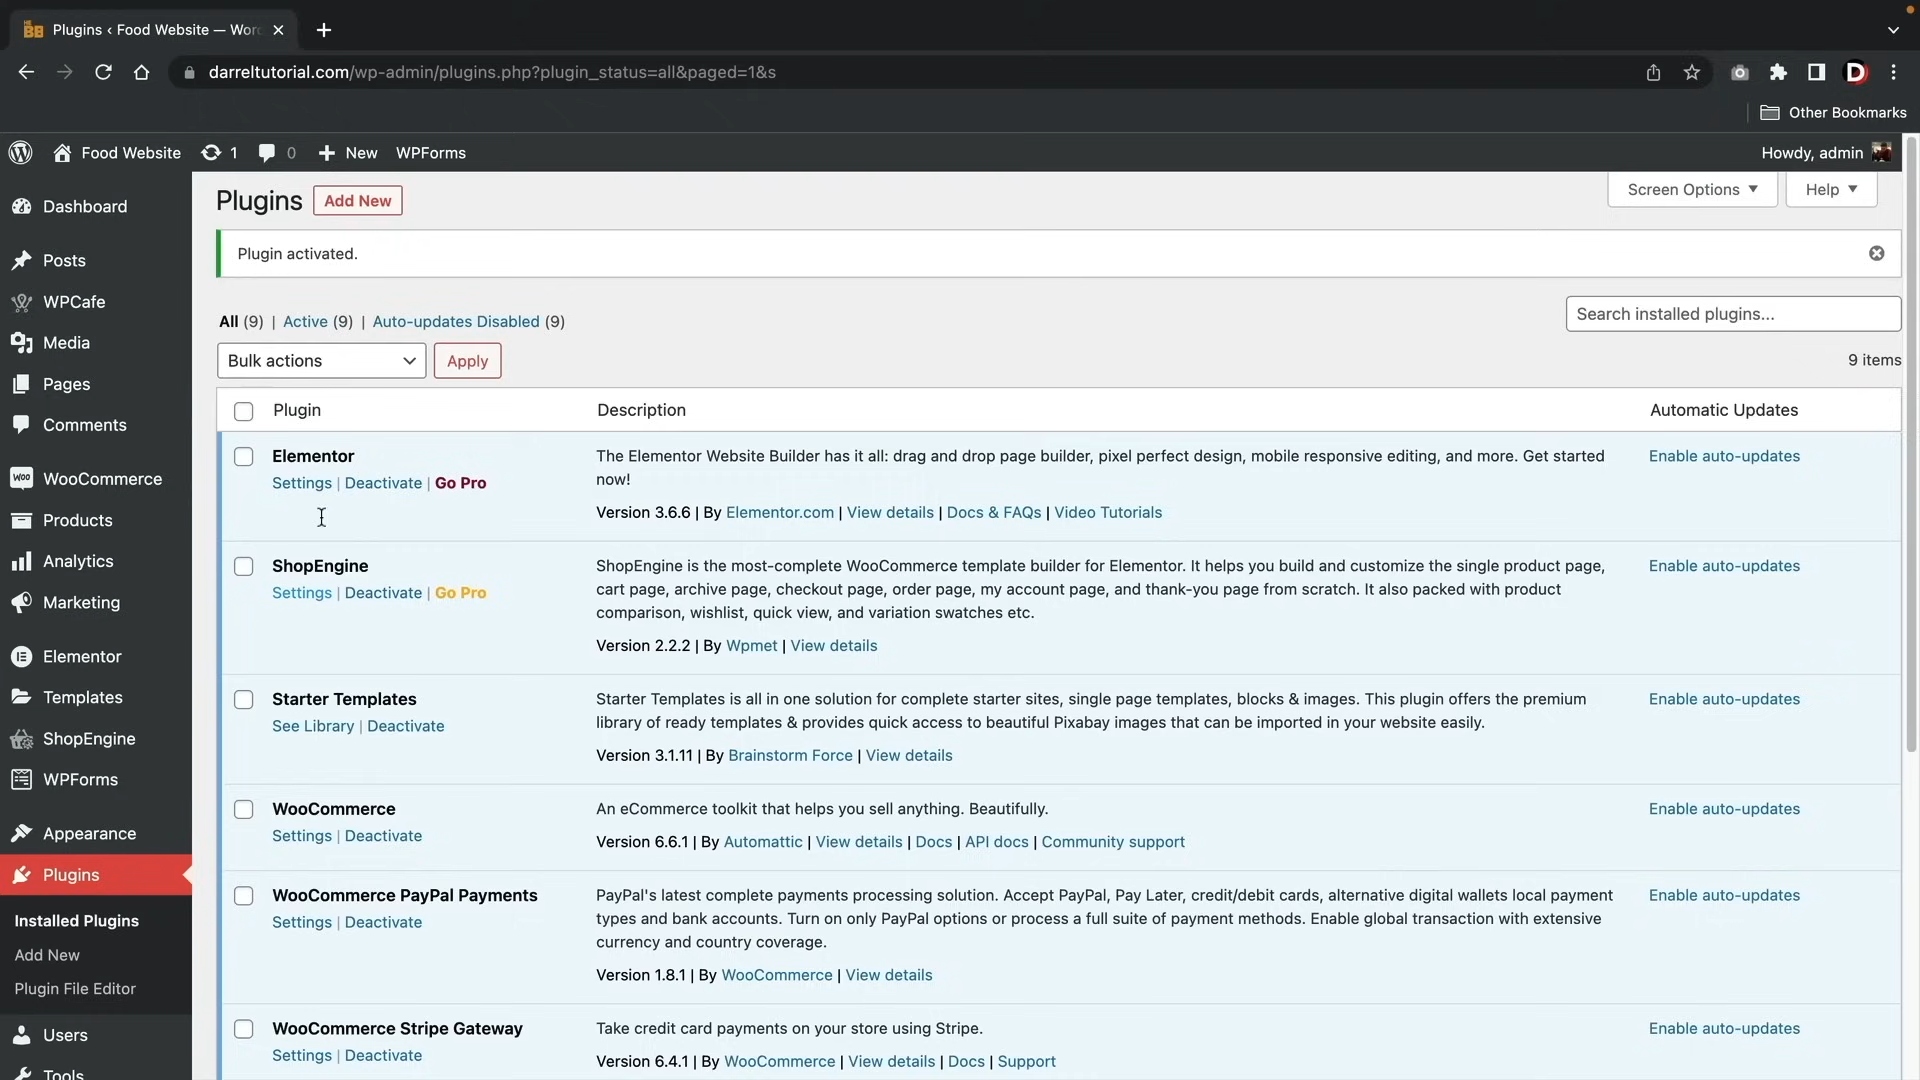 Plugins ‹ Food Website — Wor
darreltutorial.com/wp-admin/plugins.php?plugin_status=all&paged=1&s
Other Bookmarks
Food Website 1 0 New WPForms Howdy, admin
Dashboard
Posts
WPCafe
Media
Pages
Comments
WooCommerce
Products
Analytics
Marketing
Elementor
Templates
ShopEngine
WPForms
Appearance
Plugins
Installed Plugins
Add New
Plugin File Editor
Users
Tools
Plugins Add New
Screen Options Help
Plugin activated.
All (9) | Active (9) | Auto-updates Disabled (9)
Search installed plugins...
Bulk actions Apply
9 items
Plugin Description Automatic Updates
Elementor
Settings | Deactivate | Go Pro
The Elementor Website Builder has it all: drag and drop page builder, pixel perfect design, mobile responsive editing, and more. Get started
now!
Version 3.6.6 | By Elementor.com | View details | Docs & FAQs | Video Tutorials
Enable auto-updates
ShopEngine
Settings | Deactivate | Go Pro
ShopEngine is the most-complete WooCommerce template builder for Elementor. It helps you build and customize the single product page,
cart page, archive page, checkout page, order page, my account page, and thank-you page from scratch. It also packed with product
comparison, wishlist, quick view, and variation swatches etc.
Version 2.2.2 | By Wpmet | View details
Enable auto-updates
Starter Templates
See Library | Deactivate
Starter Templates is all in one solution for complete starter sites, single page templates, blocks & images. This plugin offers the premium
library of ready templates & provides quick access to beautiful Pixabay images that can be imported in your website easily.
Version 3.1.11 | By Brainstorm Force | View details
Enable auto-updates
WooCommerce
Settings | Deactivate
An eCommerce toolkit that helps you sell anything. Beautifully.
Version 6.6.1 | By Automattic | View details | Docs | API docs | Community support
Enable auto-updates
WooCommerce PayPal Payments
Settings | Deactivate
PayPal's latest complete payments processing solution. Accept PayPal, Pay Later, credit/debit cards, alternative digital wallets local payment
types and bank accounts. Turn on only PayPal options or process a full suite of payment methods. Enable global transaction with extensive
currency and country coverage.
Version 1.8.1 | By WooCommerce | View details
Enable auto-updates
WooCommerce Stripe Gateway
Settings | Deactivate
Take credit card payments on your store using Stripe.
Version 6.4.1 | By WooCommerce | View details | Docs | Support
Enable auto-updates